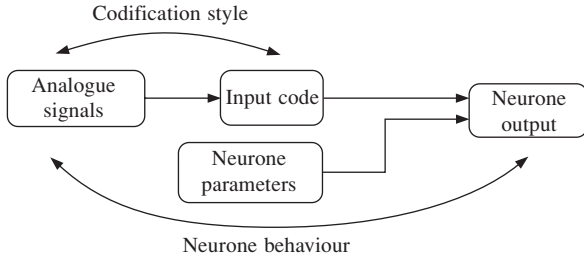 Codification style
Analogue
signals
Input code
Neurone
output
Neurone
parameters
Neurone behaviour